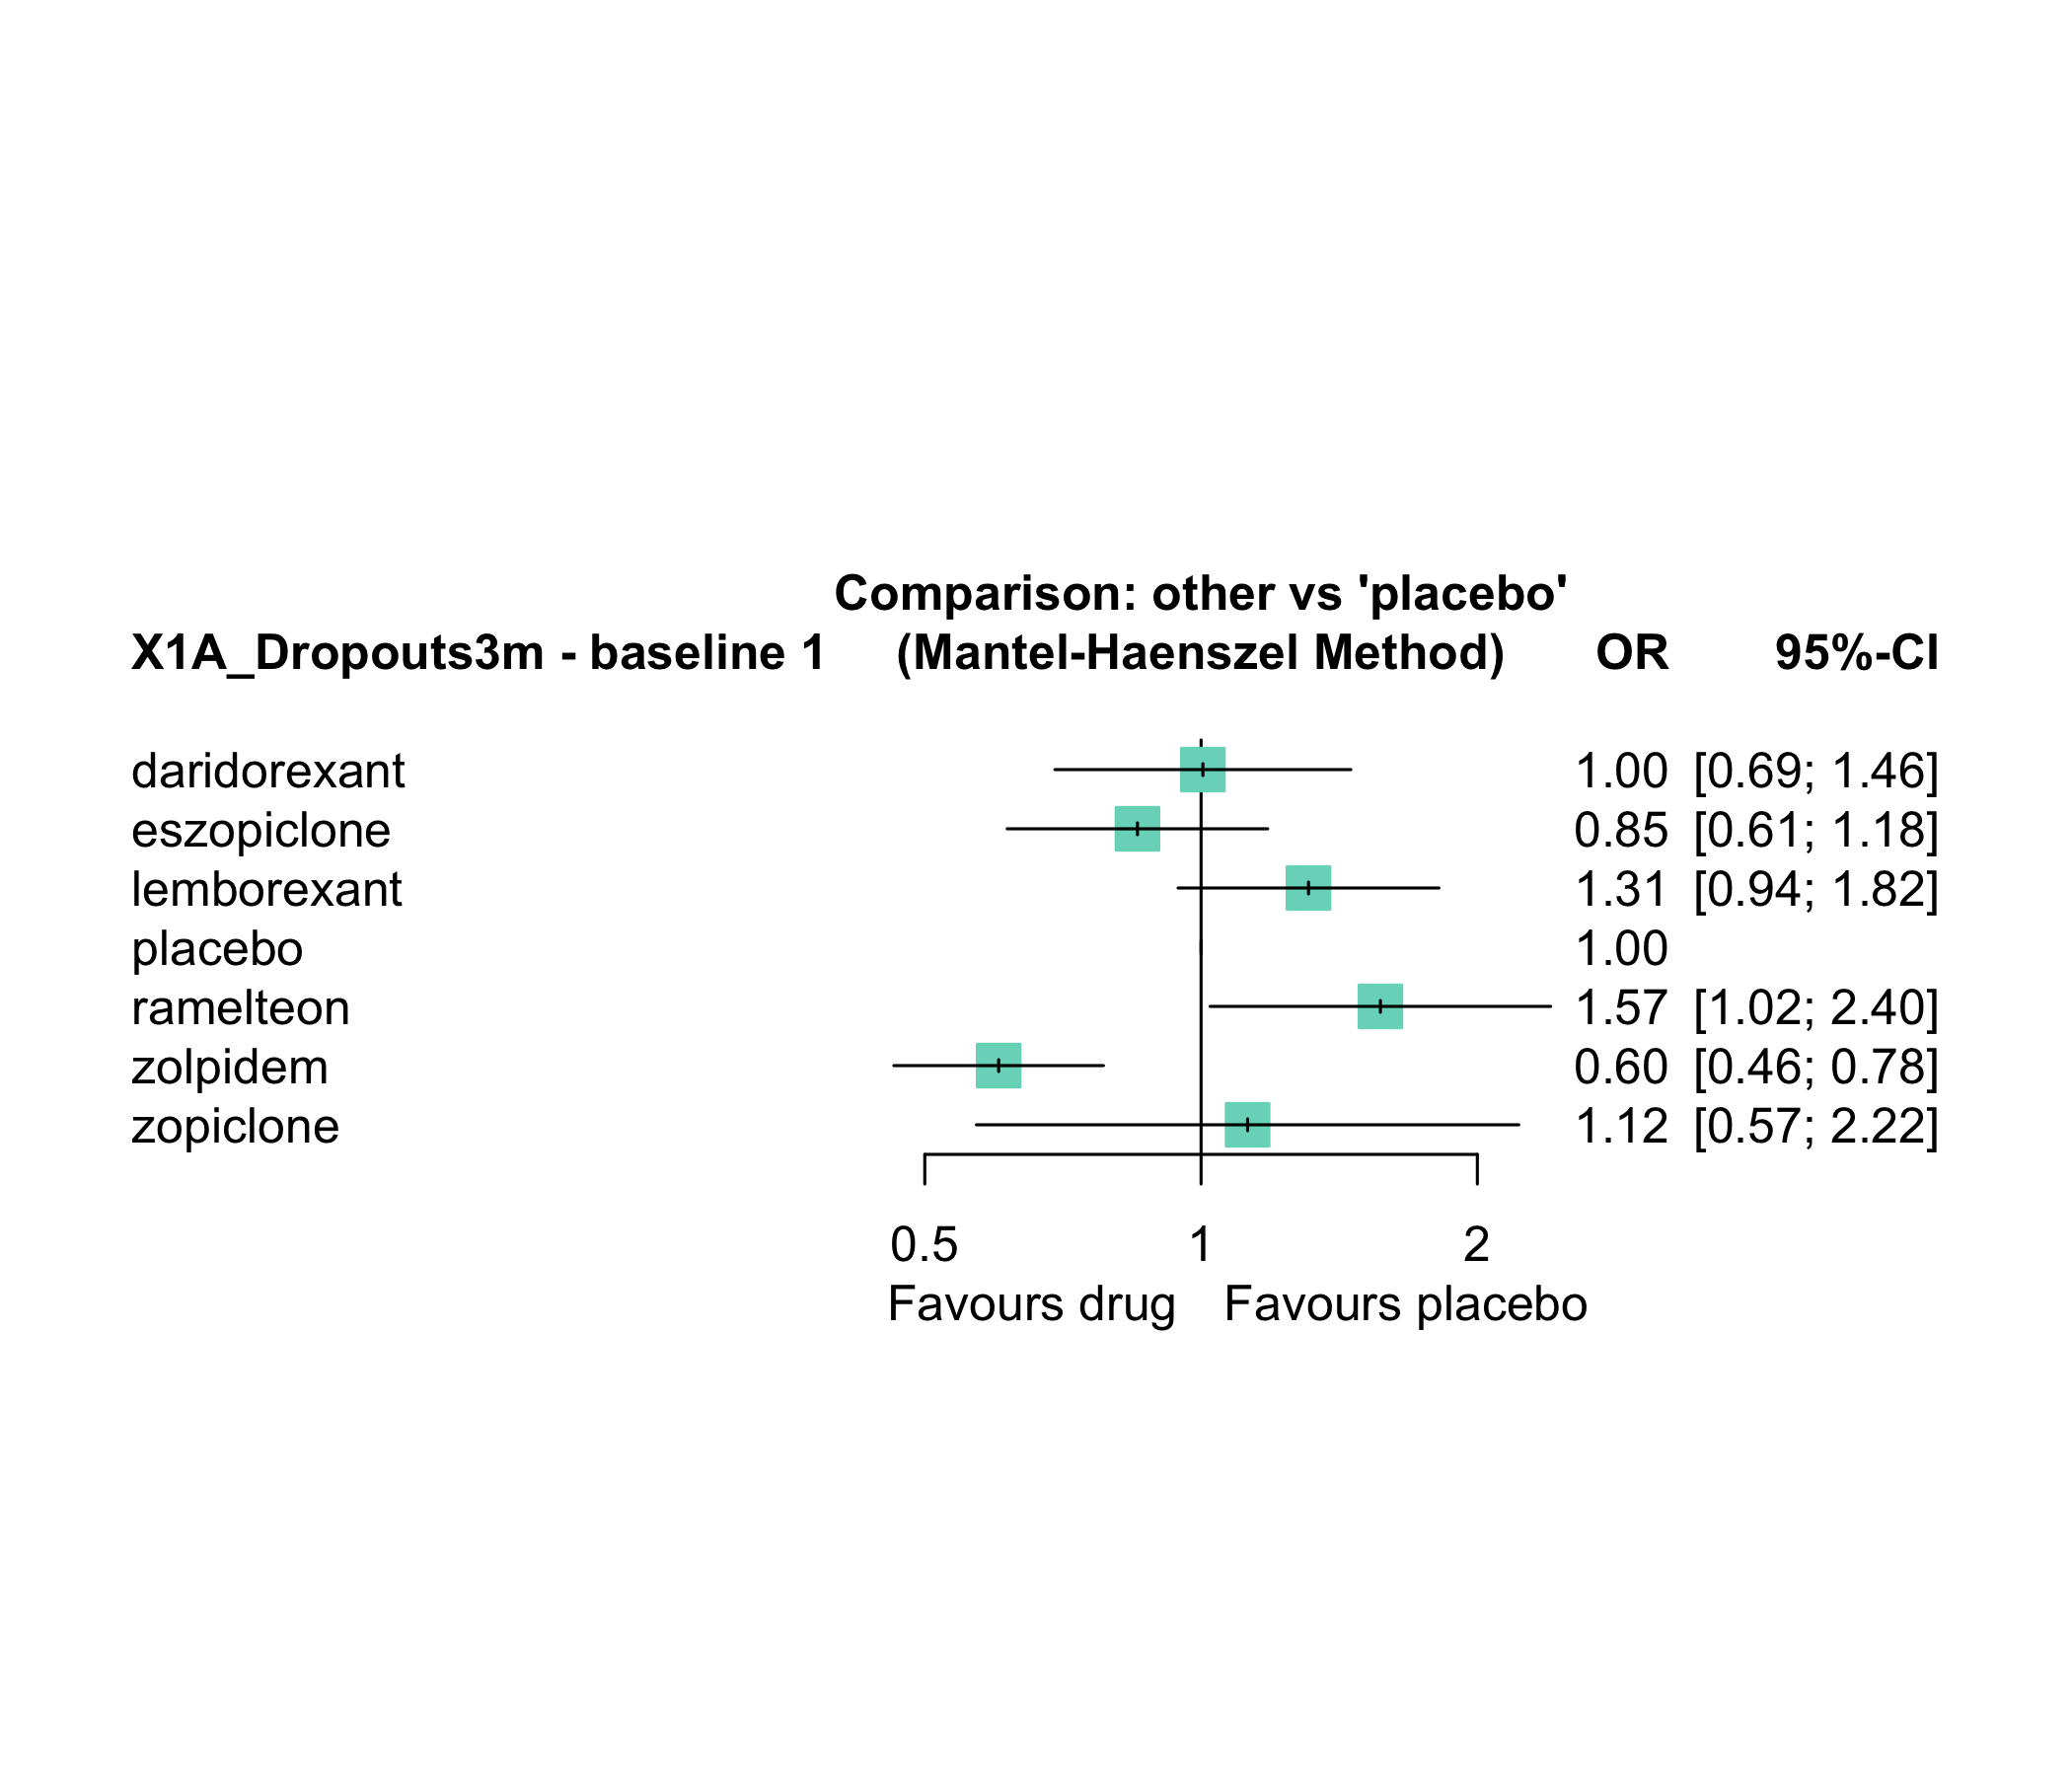 Comparison: other vs 'placebo'
X1A_Dropouts3m - baseline 1 (Mantel-Haenszel Method) OR 95%-CI
daridorexant 1.00 [0.69; 1.46]
eszopiclone 0.85 [0.61; 1.18]
lemborexant 1.31 [0.94; 1.82]
placebo 1.00
ramelteon 1.57 [1.02; 2.40]
zolpidem 0.60 [0.46; 0.78]
zopiclone 1.12 [0.57; 2.22]
0.5 1 2
Favours drug Favours placebo